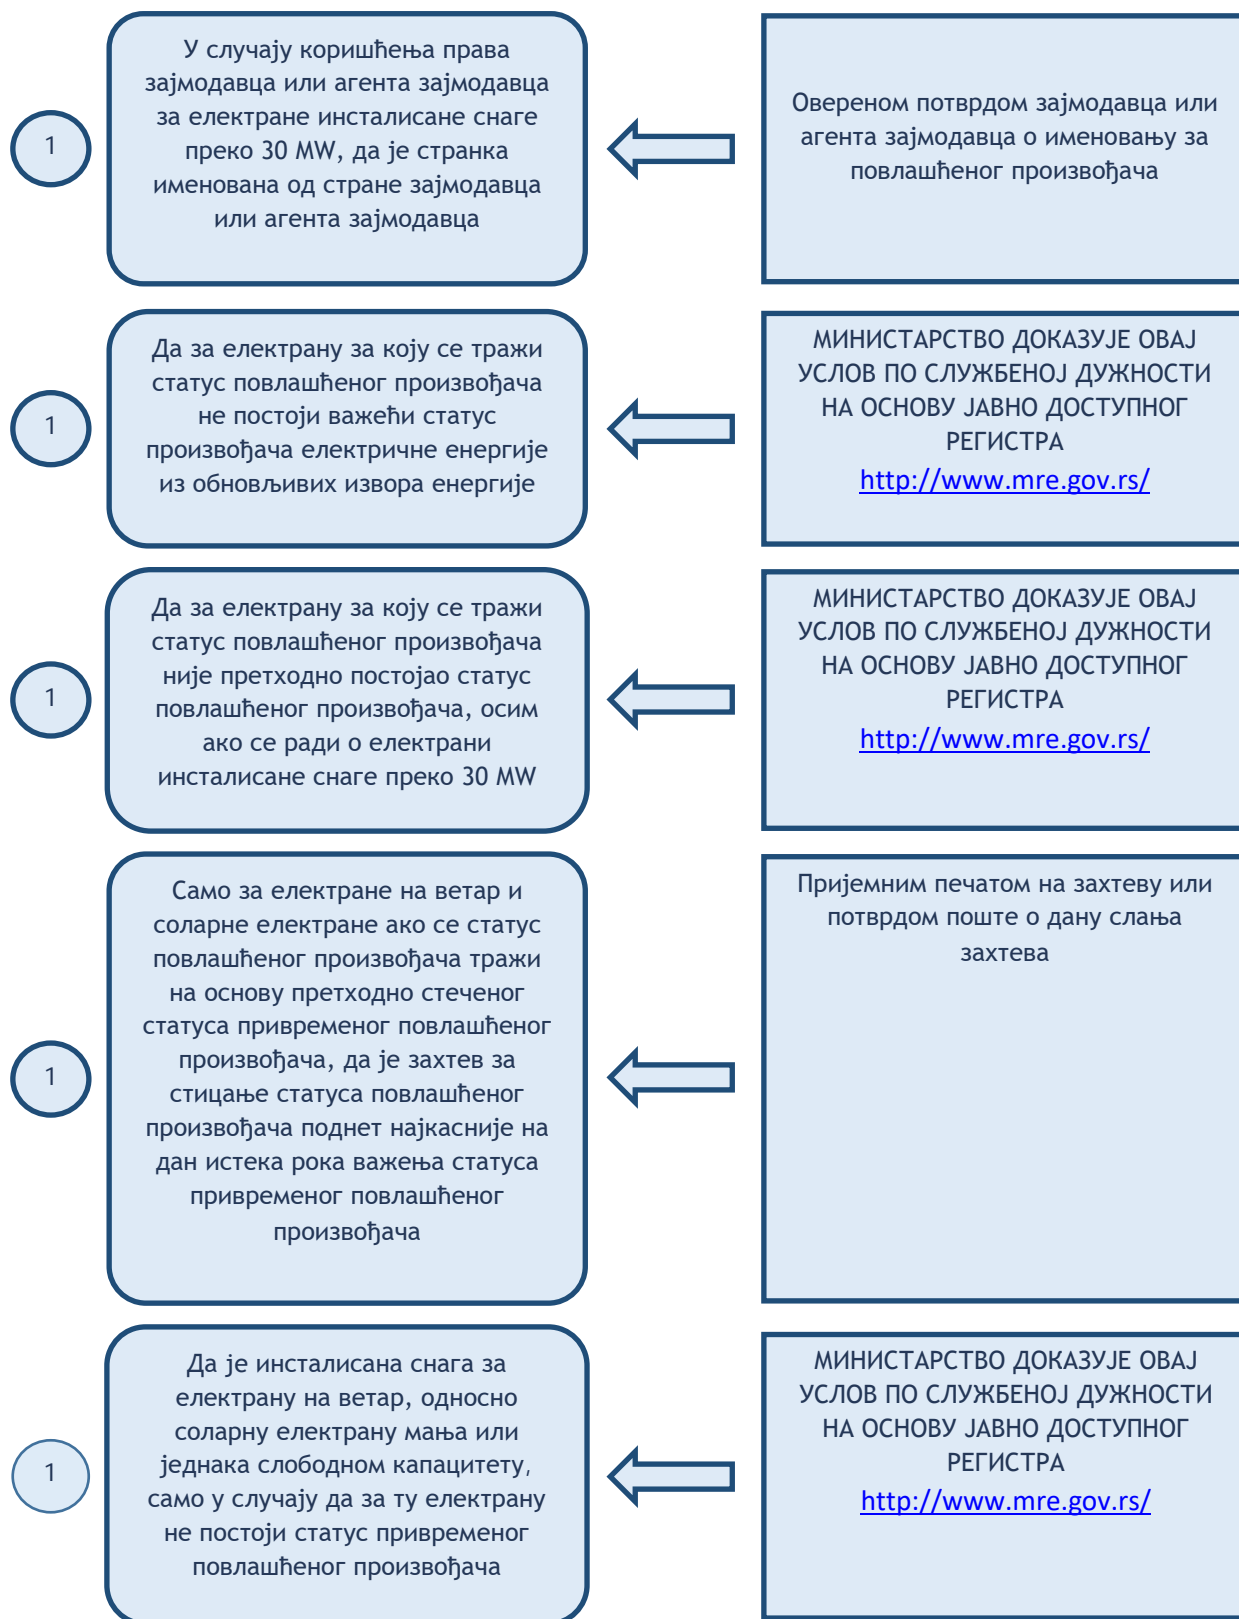 1
У случају коришћења права
зајмодавца или агента зајмодавца
за електране инсталисане снаге
преко 30 MW, да је странка
именована од стране зајмодавца
или агента зајмодавца
Овереном потврдом зајмодавца или
агента зајмодавца о именовању за
повлашћеног произвођача
1
Да за електрану за коју се тражи
статус повлашћеног произвођача
не постоји важећи статус
произвођача електричне енергије
из обновљивих извора енергије
МИНИСТАРСТВО ДОКАЗУЈЕ ОВАЈ
УСЛОВ ПО СЛУЖБЕНОЈ ДУЖНОСТИ
НА ОСНОВУ ЈАВНО ДОСТУПНОГ
РЕГИСТРА
http://www.mre.gov.rs/
1
Да за електрану за коју се тражи
статус повлашћеног произвођача
није претходно постојао статус
повлашћеног произвођача, осим
ако се ради о електрани
инсталисане снаге преко 30 MW
МИНИСТАРСТВО ДОКАЗУЈЕ ОВАЈ
УСЛОВ ПО СЛУЖБЕНОЈ ДУЖНОСТИ
НА ОСНОВУ ЈАВНО ДОСТУПНОГ
РЕГИСТРА
http://www.mre.gov.rs/
1
Само за електране на ветар и
соларне електране ако се статус
повлашћеног произвођача тражи
на основу претходно стеченог
статуса привременог повлашћеног
произвођача, да је захтев за
стицање статуса повлашћеног
произвођача поднет најкасније на
дан истека рока важења статуса
привременог повлашћеног
произвођача
Пријемним печатом на захтеву или
потврдом поште о дану слања
захтева
1
Да је инсталисана снага за
електрану на ветар, односно
соларну електрану мања или
једнака слободном капацитету,
само у случају да за ту електрану
не постоји статус привременог
повлашћеног произвођача
МИНИСТАРСТВО ДОКАЗУЈЕ ОВАЈ
УСЛОВ ПО СЛУЖБЕНОЈ ДУЖНОСТИ
НА ОСНОВУ ЈАВНО ДОСТУПНОГ
РЕГИСТРА
http://www.mre.gov.rs/